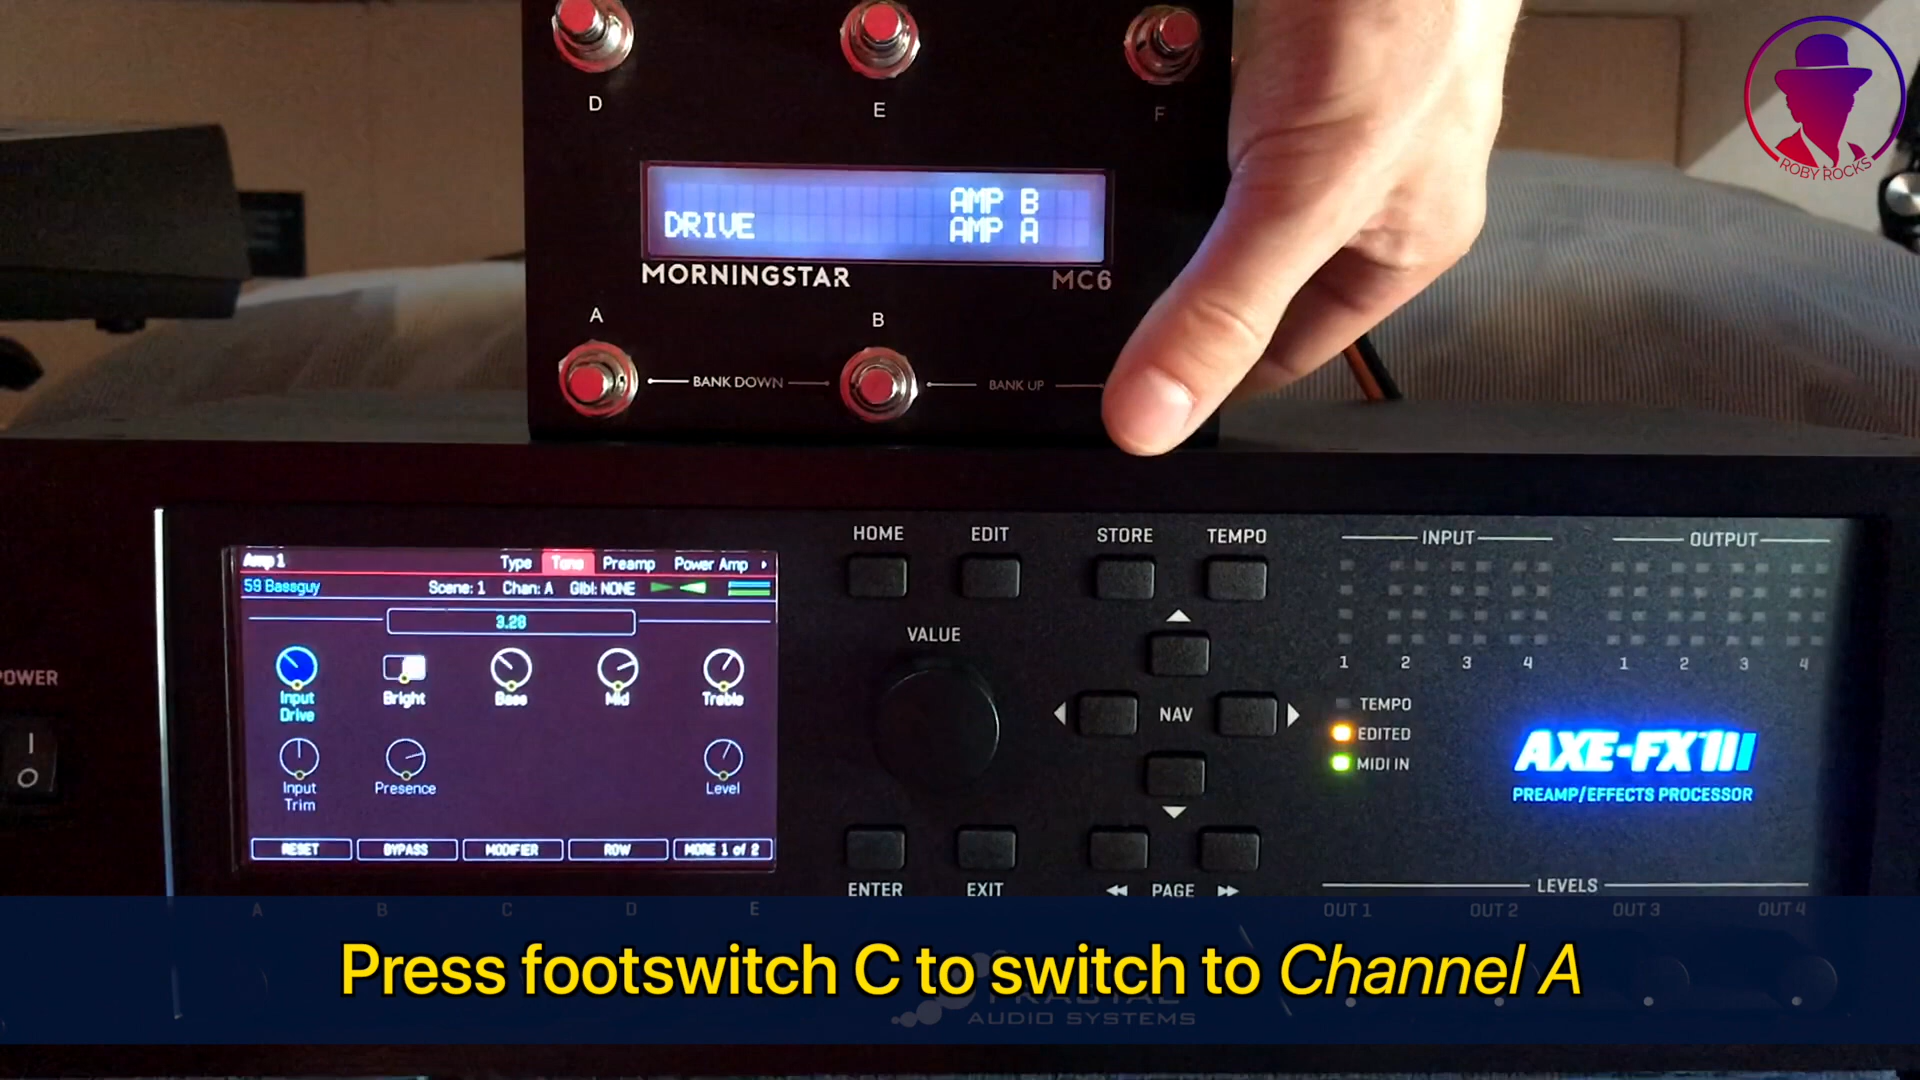 D
E
F
ROBY ROCKS
AMP B
DRIVE AMP A
MORNINGSTAR MC6
A
B
BANK DOWN
BANK UP
HOME EDIT STORE TEMPO
INPUT
OUTPUT
Amp 1 Type Tone Preamp Power Amp
59 Bassguy Scene: 1 Chan: A Glbl: NONE
3.28
VALUE
1 2 3 4
1 2 3 4
POWER
Input Drive
Bright
Bass
Mid
Treble
NAV
TEMPO
EDITED
MIDI IN
AXE-FX III
PREAMP/EFFECTS PROCESSOR
Input Trim
Presence
Level
RESET BYPASS MODIFIER ROW MORE 1 of 2
ENTER EXIT PAGE
LEVELS
A B C D E
OUT 1 OUT 2 OUT 3 OUT 4
Press footswitch C to switch to Channel A
FRACTAL
AUDIO SYSTEMS